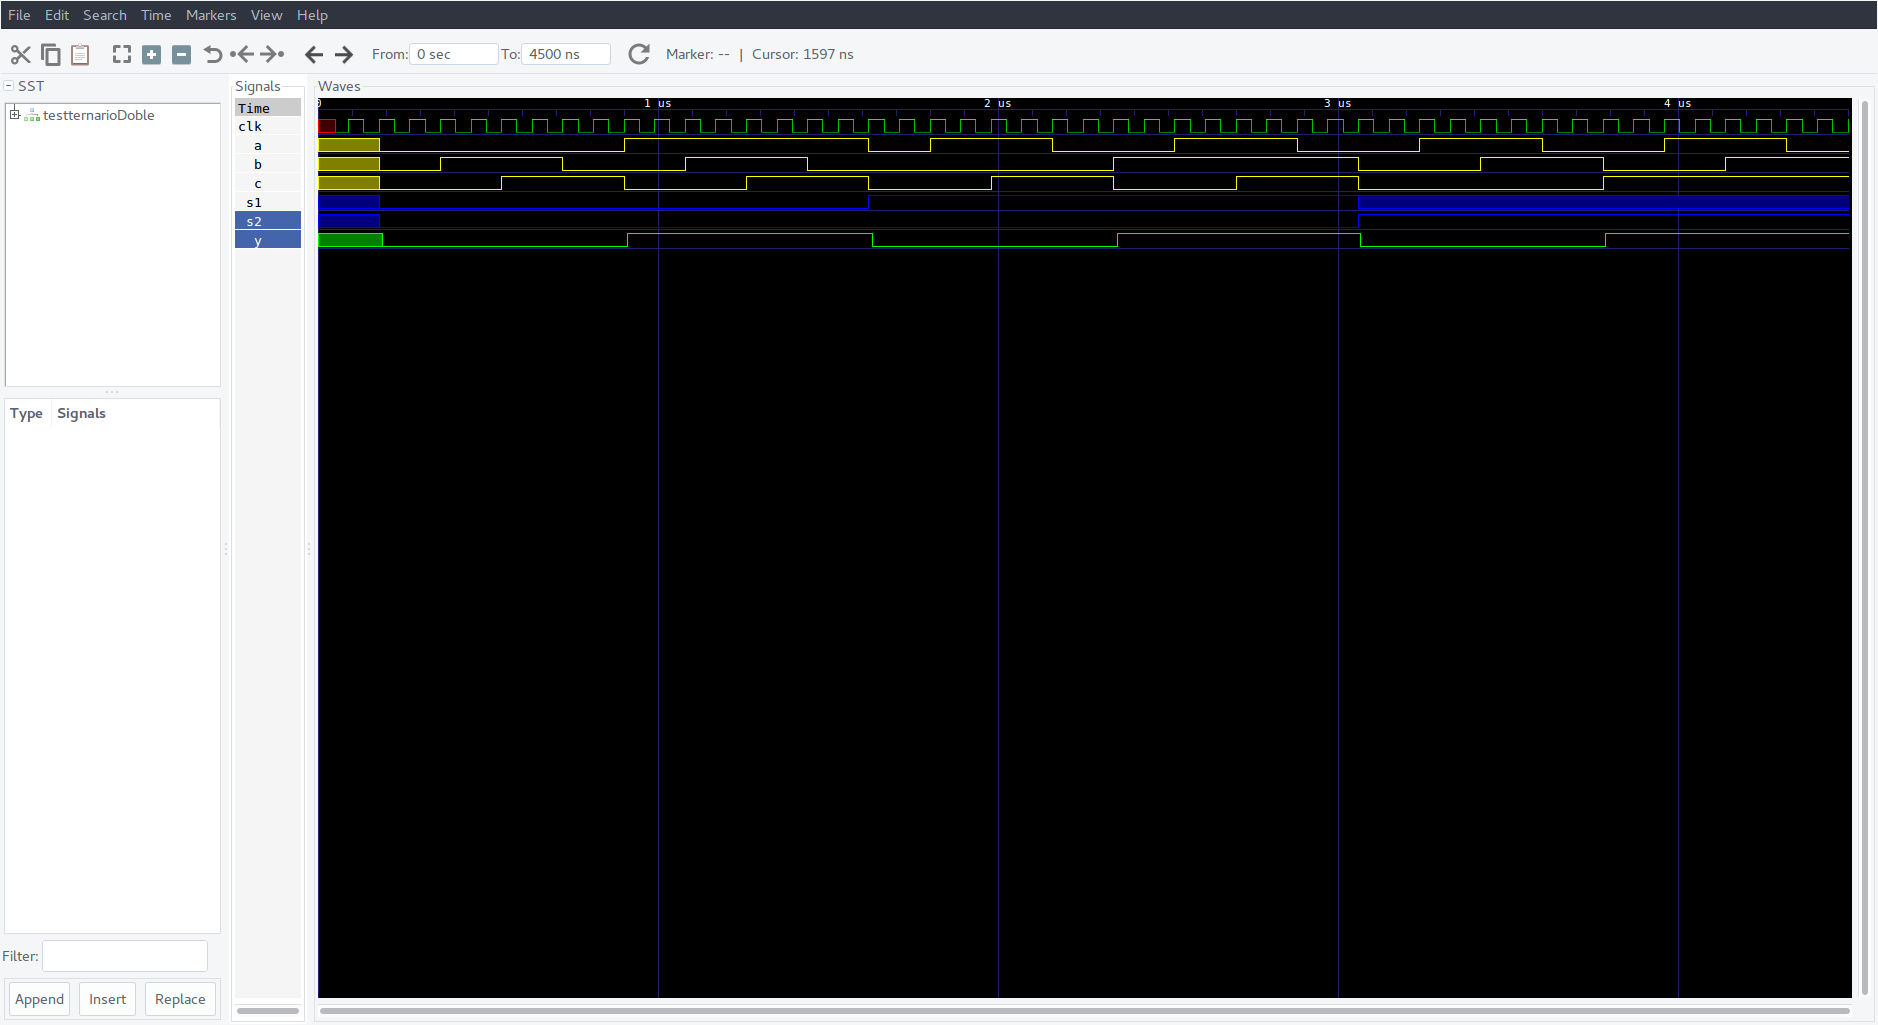 File Edit Search Time Markers View Help
From: 0 sec To: 4500 ns Marker: -- | Cursor: 1597 ns
SST
testternarioDoble
Type Signals
Filter:
Append Insert Replace
Signals
Time
clk
a
b
c
s1
s2
y
Waves
0 1 us 2 us 3 us 4 us